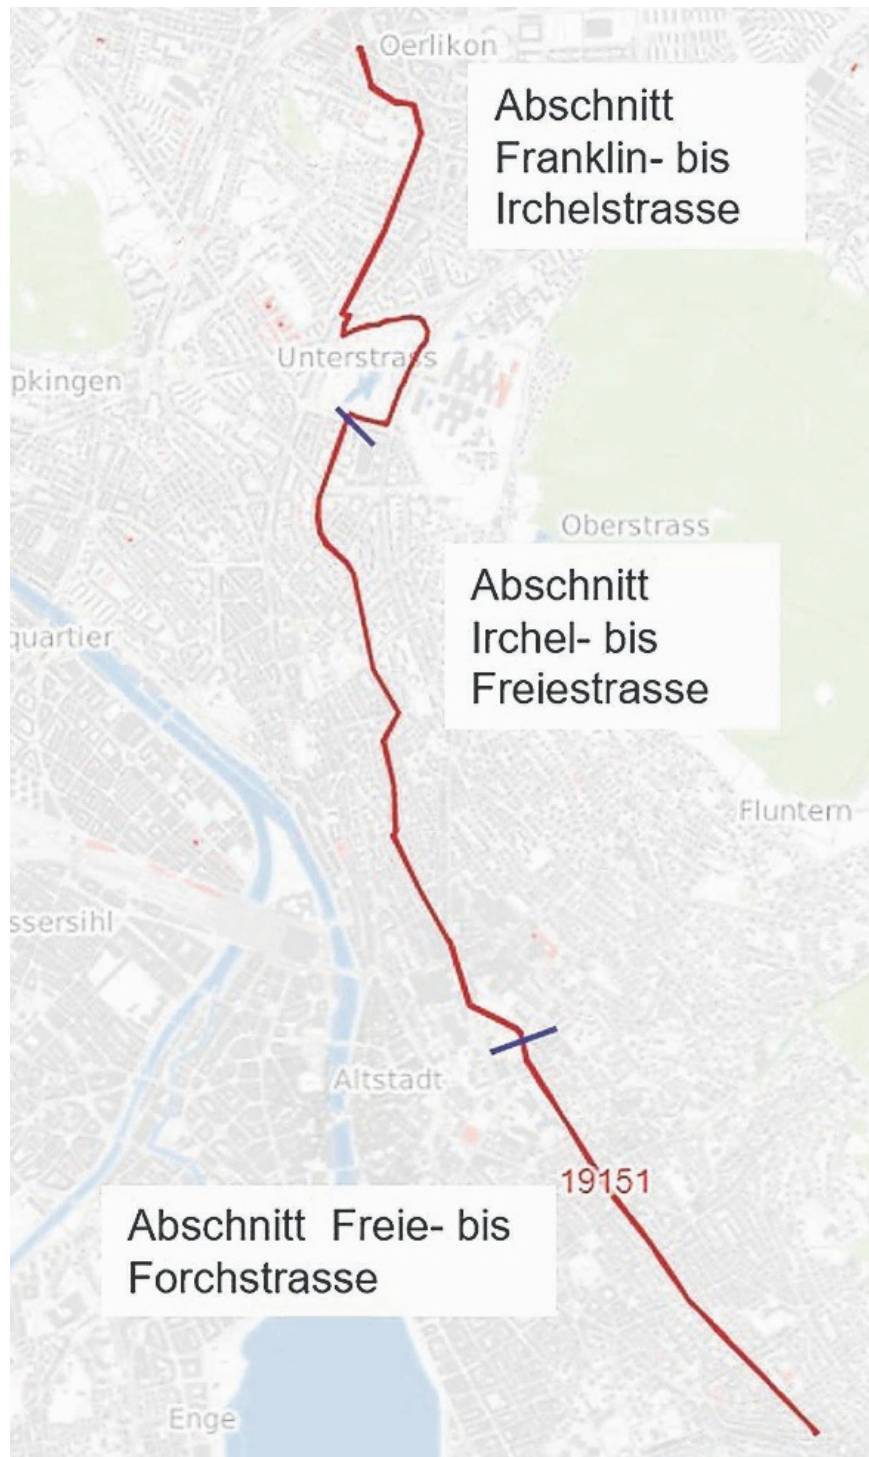 Oerlikon
Abschnitt
Franklin- bis
Irchelstrasse
Unterstrass
pkingen
Oberstrass
Abschnitt
Irchel- bis
Freiestrasse
quartier
Fluntern
ssersihl
Altstadt
19151
Abschnitt Freie- bis
Forchstrasse
Enge